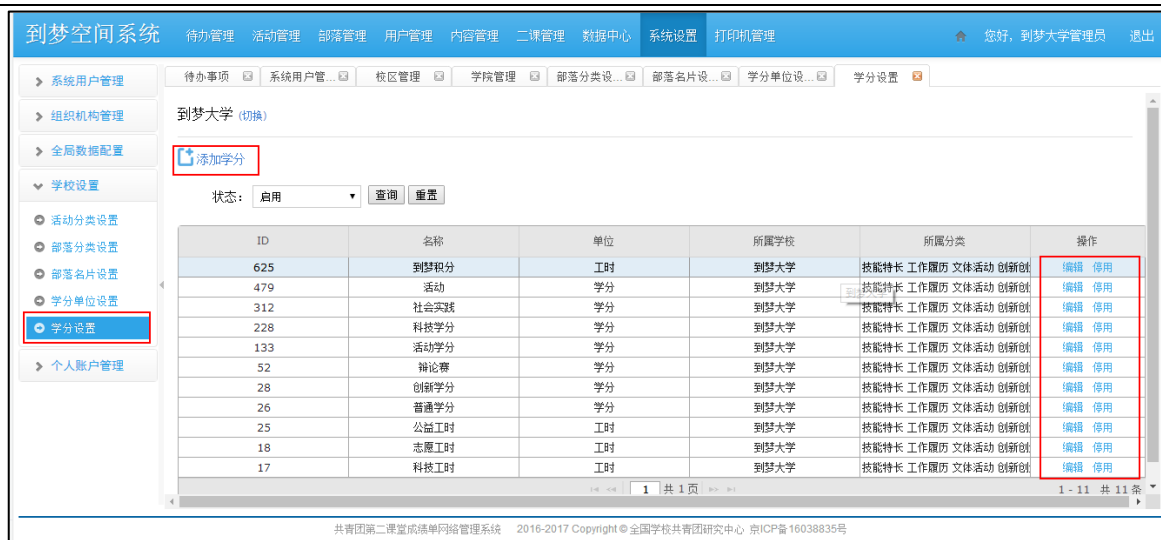 到梦空间系统 待办管理 活动管理 部落管理 用户管理 内容管理 二课管理 数据中心 系统设置 打印机管理 您好，到梦大学管理员 退出
待办事项 系统用户管... 校区管理 学院管理 部落分类设... 部落名片设... 学分单位设... 学分设置
系统用户管理
组织机构管理
全局数据配置
学校设置
活动分类设置
部落分类设置
部落名片设置
学分单位设置
学分设置
个人账户管理
到梦大学 (切换)
添加学分
状态： 启用 查询 重置
ID 名称 单位 所属学校 所属分类 操作
625 到梦积分 工时 到梦大学 技能特长 工作履历 文体活动 创新创 编辑 停用
479 活动 学分 到梦大学 技能特长 工作履历 文体活动 创新创 编辑 停用
312 社会实践 学分 到梦大学 技能特长 工作履历 文体活动 创新创 编辑 停用
228 科技学分 学分 到梦大学 技能特长 工作履历 文体活动 创新创 编辑 停用
133 活动学分 学分 到梦大学 技能特长 工作履历 文体活动 创新创 编辑 停用
52 辩论赛 学分 到梦大学 技能特长 工作履历 文体活动 创新创 编辑 停用
28 创新学分 学分 到梦大学 技能特长 工作履历 文体活动 创新创 编辑 停用
26 普通学分 学分 到梦大学 技能特长 工作履历 文体活动 创新创 编辑 停用
25 公益工时 工时 到梦大学 技能特长 工作履历 文体活动 创新创 编辑 停用
18 志愿工时 工时 到梦大学 技能特长 工作履历 文体活动 创新创 编辑 停用
17 科技工时 工时 到梦大学 技能特长 工作履历 文体活动 创新创 编辑 停用
1 共 1 页 1 - 11 共 11 条
共青团第二课堂成绩单网络管理系统 2016-2017 Copyright © 全国学校共青团研究中心 京ICP备16038835号